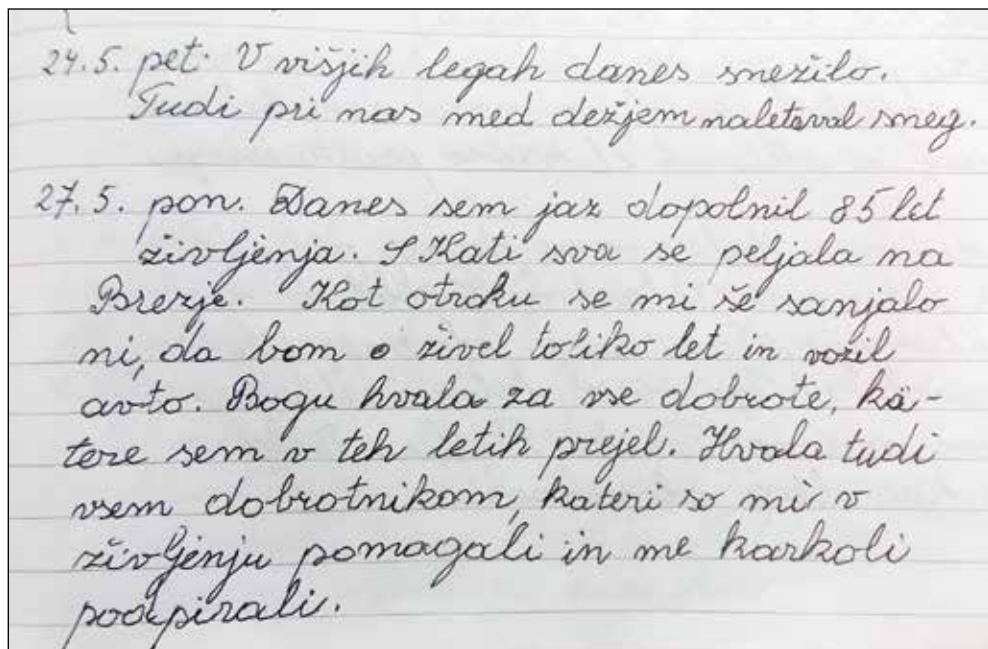 24.5. pet. V višjih legah danes snežilo.
Tudi pri nas med dežjem naletaval sneg.
27.5. pon. Danes sem jaz dopolnil 85 let
življenja. S Kati sva se peljala na
Brezje. Kot otroku se mi še sanjalo
ni, da bom živel toliko let in vozil
avto. Bogu hvala za vse dobrote, ka-
tere sem v teh letih prejel. Hvala tudi
vsem dobrotnikom, kateri so mi v
življenju pomagali in me karkoli
podpirali.